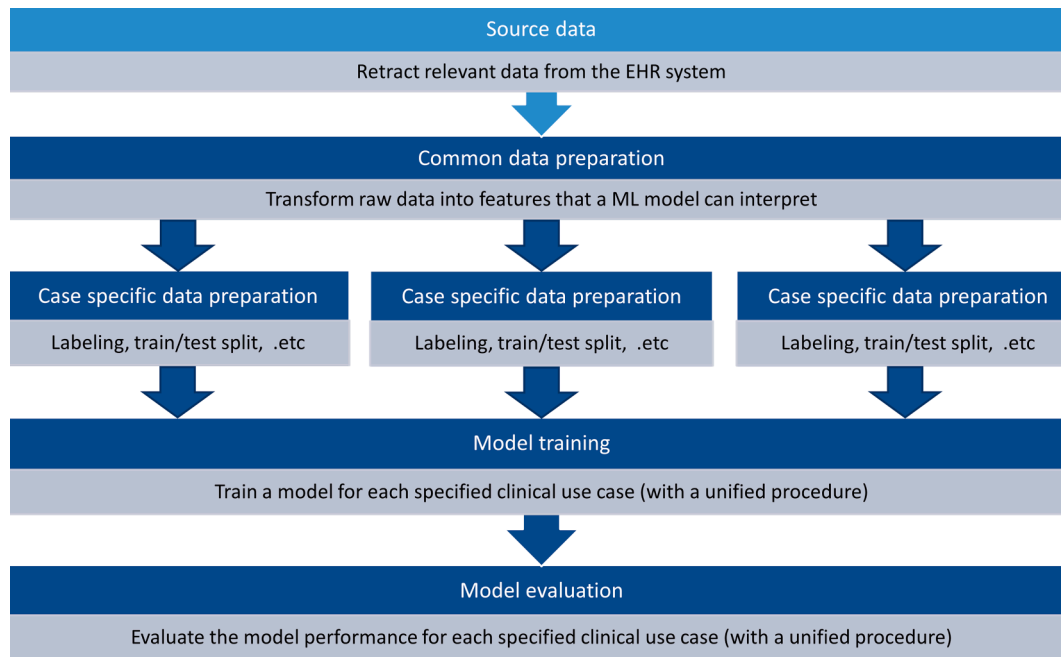 Source data
Retract relevant data from the EHR system
Common data preparation
Transform raw data into features that a ML model can interpret
Case specific data preparation
Labeling, train/test split,  .etc
Case specific data preparation
Labeling, train/test split,  .etc
Case specific data preparation
Labeling, train/test split,  .etc
Model training
Train a model for each specified clinical use case (with a unified procedure)
Model evaluation
Evaluate the model performance for each specified clinical use case (with a unified procedure)